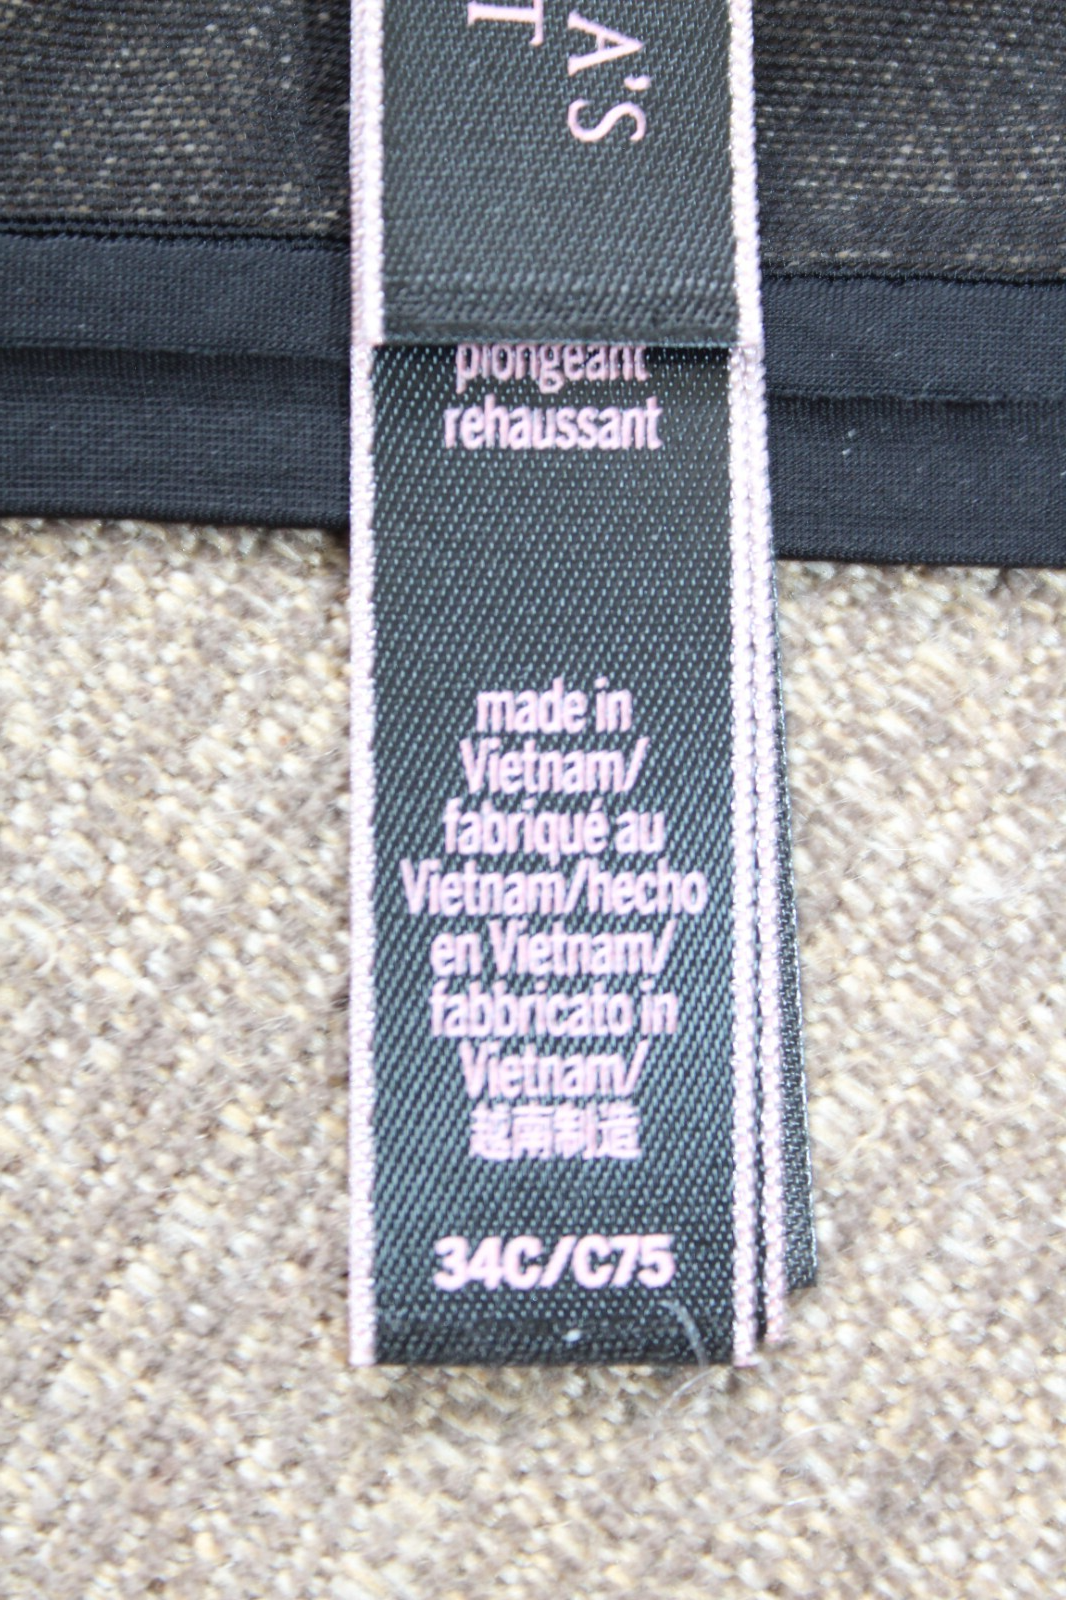 A'S
T
plongeant
rehaussant
made in
Vietnam/
fabriqué au
Vietnam/hecho
en Vietnam/
fabbricato in
Vietnam/
越南制造
34C/C75